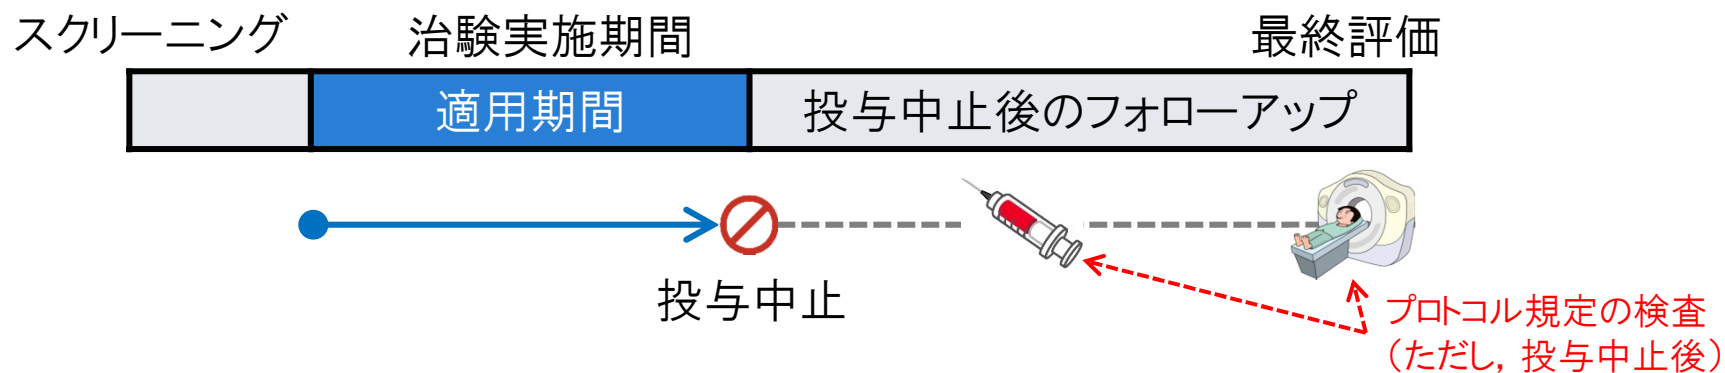 スクリーニング
治験実施期間
最終評価
適用期間
投与中止後のフォローアップ
投与中止
プロトコル規定の検査
（ただし，投与中止後）